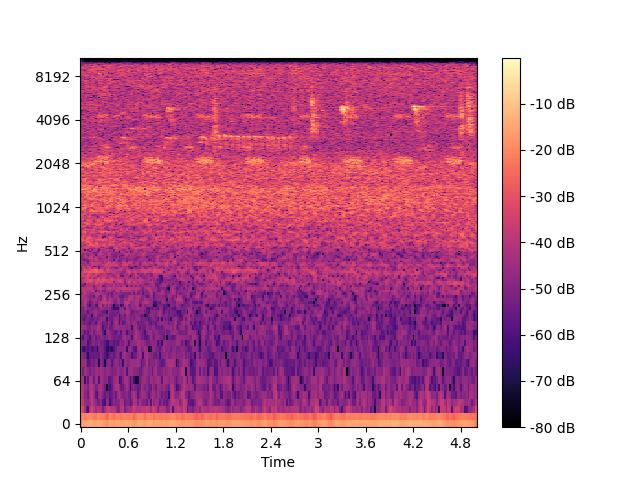 8192
4096
2048
1024
512
256
128
64
0
Hz
0 0.6 1.2 1.8 2.4 3 3.6 4.2 4.8
Time
-10 dB
-20 dB
-30 dB
-40 dB
-50 dB
-60 dB
-70 dB
-80 dB